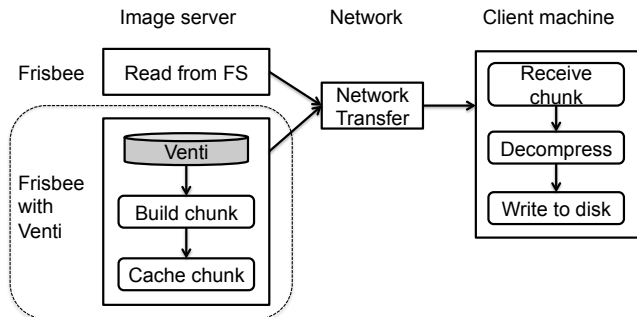 Image server
Network
Client machine
Frisbee
Read from FS
Network
Transfer
Receive
chunk
Decompress
Write to disk
Frisbee
with
Venti
Venti
Build chunk
Cache chunk